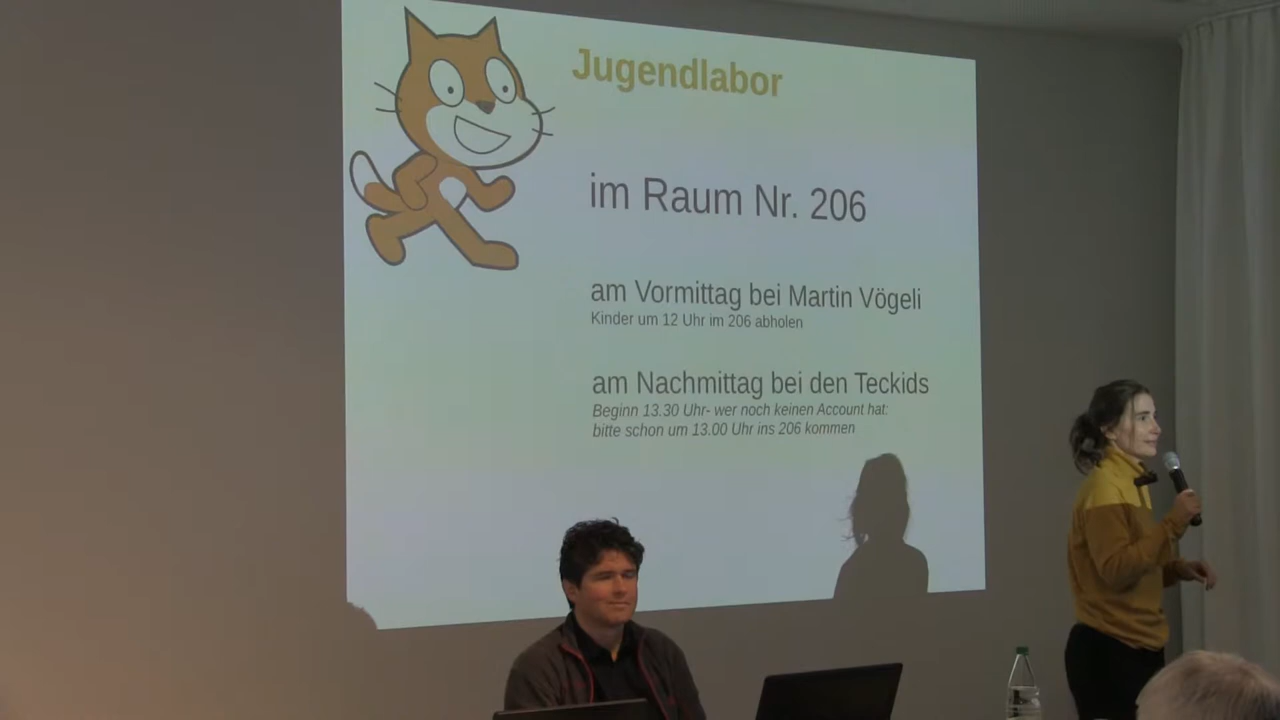 Jugendlabor
im Raum Nr. 206
am Vormittag bei Martin Vögeli
Kinder um 12 Uhr im 206 abholen
am Nachmittag bei den Teckids
Beginn 13.30 Uhr- wer noch keinen Account hat:
bitte schon um 13.00 Uhr ins 206 kommen